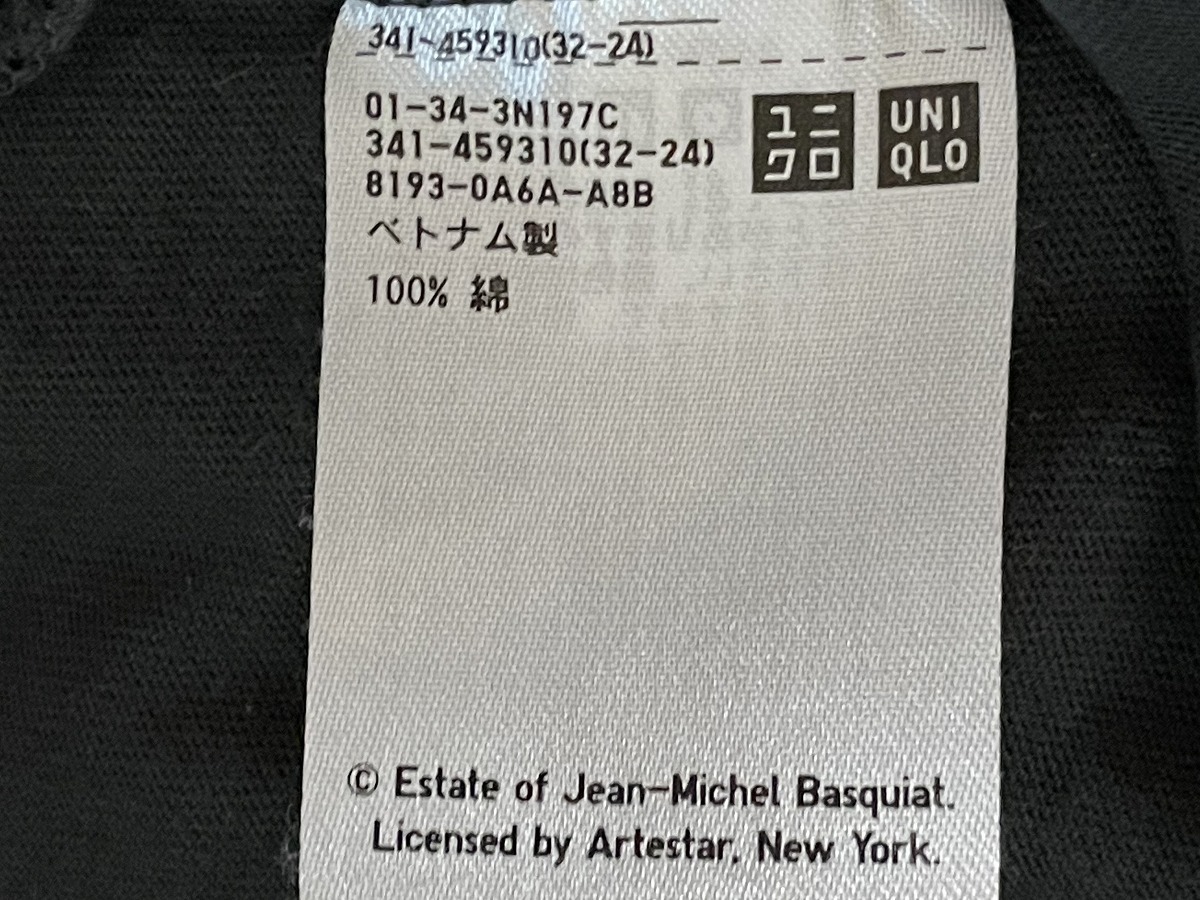 341-459310(32-24)
01-34-3N197C
341-459310(32-24)
8193-0A6A-A8B
ベトナム製
100% 綿
ユニ
クロ
UNI
QLO
© Estate of Jean-Michel Basquiat.
Licensed by Artestar, New York.